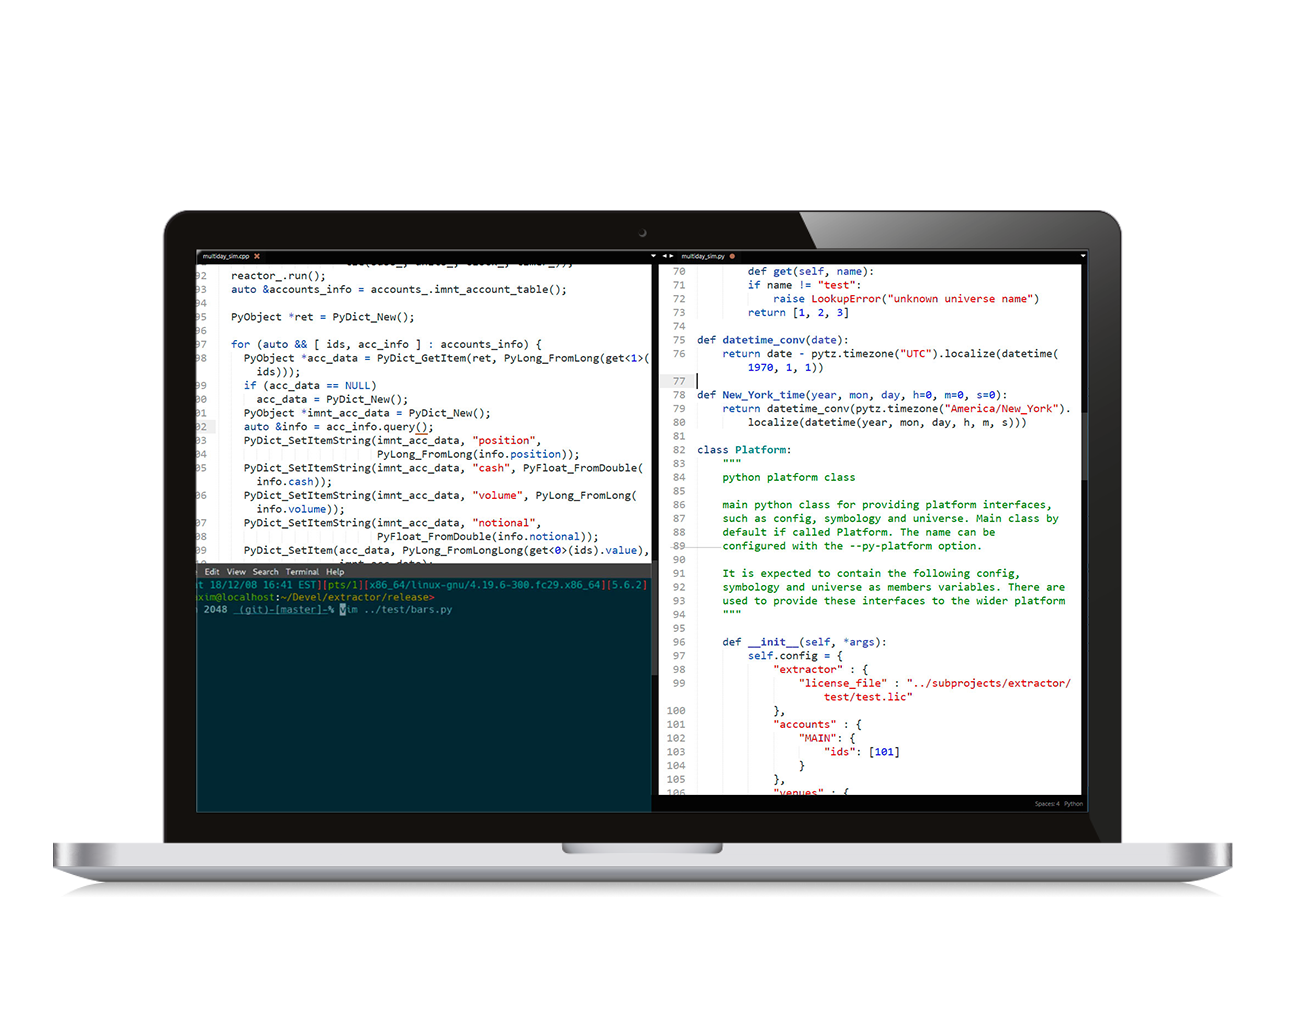 multiday_sim.cpp
92 reactor_.run();
93 auto &accounts_info = accounts_.imnt_account_table();
94
95 PyObject *ret = PyDict_New();
96
97 for (auto && [ ids, acc_info ] : accounts_info) {
98 PyObject *acc_data = PyDict_GetItem(ret, PyLong_FromLong(get<1>(
ids)));
99 if (acc_data == NULL)
00 acc_data = PyDict_New();
01 PyObject *imnt_acc_data = PyDict_New();
02 auto &info = acc_info.query();
03 PyDict_SetItemString(imnt_acc_data, "position",
04 PyLong_FromLong(info.position));
05 PyDict_SetItemString(imnt_acc_data, "cash", PyFloat_FromDouble(
info.cash));
06 PyDict_SetItemString(imnt_acc_data, "volume", PyLong_FromLong(
info.volume));
07 PyDict_SetItemString(imnt_acc_data, "notional",
08 PyFloat_FromDouble(info.notional));
09 PyDict_SetItem(acc_data, PyLong_FromLongLong(get<0>(ids).value),
Edit View Search Terminal Help
t 18/12/08 16:41 EST][pts/1][x86_64/linux-gnu/4.19.6-300.fc29.x86_64][5.6.2]
xim@localhost:~/Devel/extractor/release>
2048 (git)-[master]-% vim ../test/bars.py
multiday_sim.py
70 def get(self, name):
71 if name != "test":
72 raise LookupError("unknown universe name")
73 return [1, 2, 3]
74
75 def datetime_conv(date):
76 return date - pytz.timezone("UTC").localize(datetime(
1970, 1, 1))
77
78 def New_York_time(year, mon, day, h=0, m=0, s=0):
79 return datetime_conv(pytz.timezone("America/New_York").
80 localize(datetime(year, mon, day, h, m, s)))
81
82 class Platform:
83 """
84 python platform class
85
86 main python class for providing platform interfaces,
87 such as config, symbology and universe. Main class by
88 default if called Platform. The name can be
89 configured with the --py-platform option.
90
91 It is expected to contain the following config,
92 symbology and universe as members variables. There are
93 used to provide these interfaces to the wider platform
94 """
95
96 def __init__(self, *args):
97 self.config = {
98 "extractor" : {
99 "license_file" : "../subprojects/extractor/
test/test.lic"
100 },
101 "accounts" : {
102 "MAIN": {
103 "ids": [101]
104 }
105 },
106 "venues" : {
Spaces: 4 Python